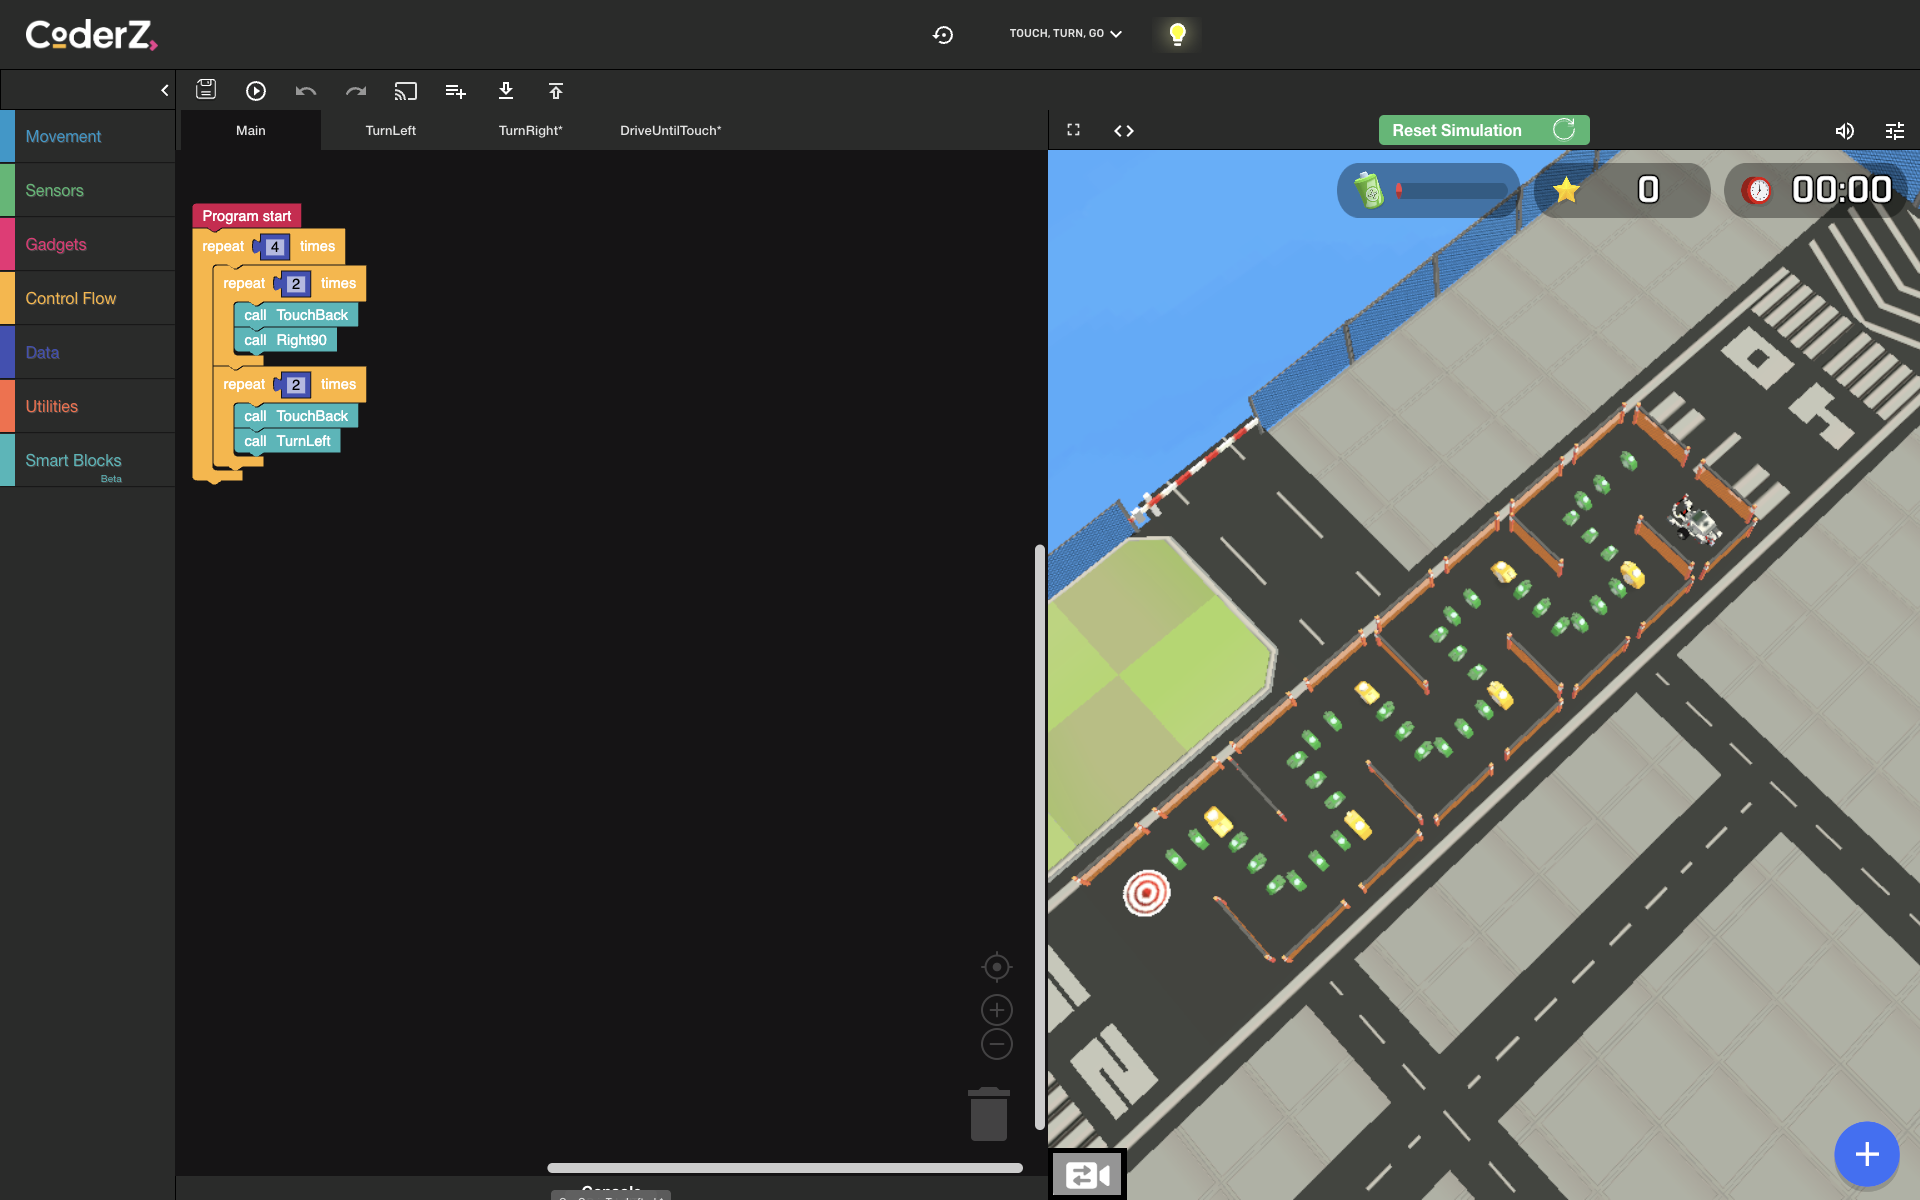 CoderZ
TOUCH, TURN, GO
Movement
Sensors
Gadgets
Control Flow
Data
Utilities
Smart Blocks
Beta
Main
TurnLeft
TurnRight*
DriveUntilTouch*
Program start
repeat 4 times
repeat 2 times
call TouchBack
call Right90
repeat 2 times
call TouchBack
call TurnLeft
Reset Simulation
0
00:00
Console